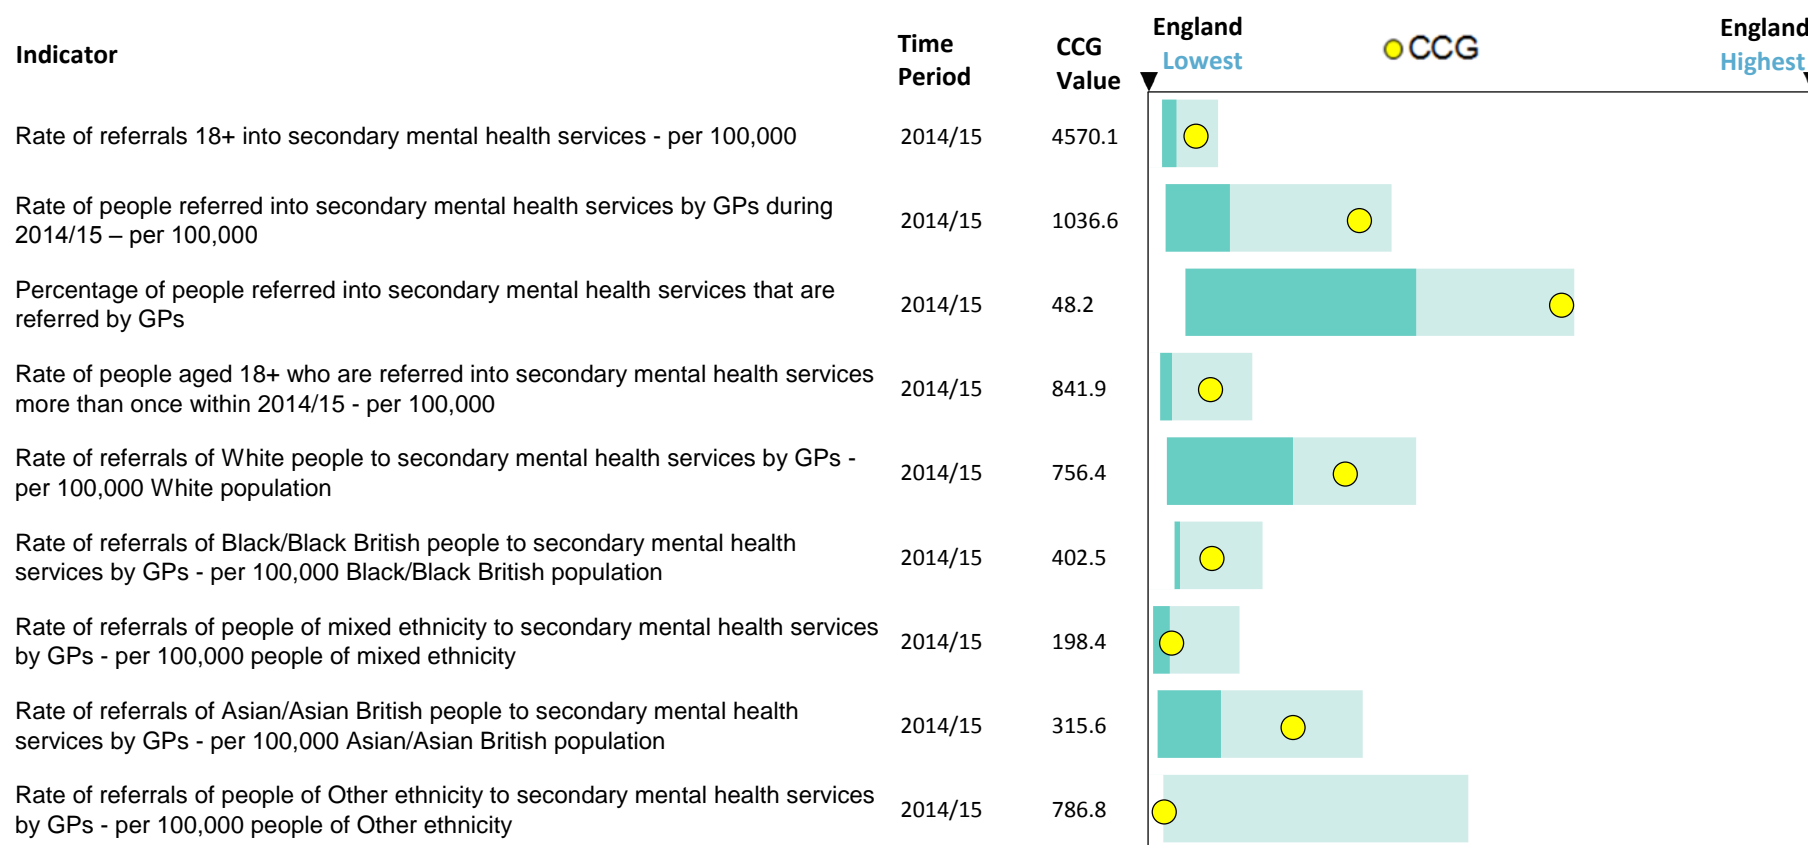 Indicator
Time
Period
CCG
Value
England
Lowest
CCG
England
Highest
Rate of referrals 18+ into secondary mental health services - per 100,000
2014/15
4570.1
Rate of people referred into secondary mental health services by GPs during
2014/15 – per 100,000
2014/15
1036.6
Percentage of people referred into secondary mental health services that are
referred by GPs
2014/15
48.2
Rate of people aged 18+ who are referred into secondary mental health services
more than once within 2014/15 - per 100,000
2014/15
841.9
Rate of referrals of White people to secondary mental health services by GPs -
per 100,000 White population
2014/15
756.4
Rate of referrals of Black/Black British people to secondary mental health
services by GPs - per 100,000 Black/Black British population
2014/15
402.5
Rate of referrals of people of mixed ethnicity to secondary mental health services
by GPs - per 100,000 people of mixed ethnicity
2014/15
198.4
Rate of referrals of Asian/Asian British people to secondary mental health
services by GPs - per 100,000 Asian/Asian British population
2014/15
315.6
Rate of referrals of people of Other ethnicity to secondary mental health services
by GPs - per 100,000 people of Other ethnicity
2014/15
786.8